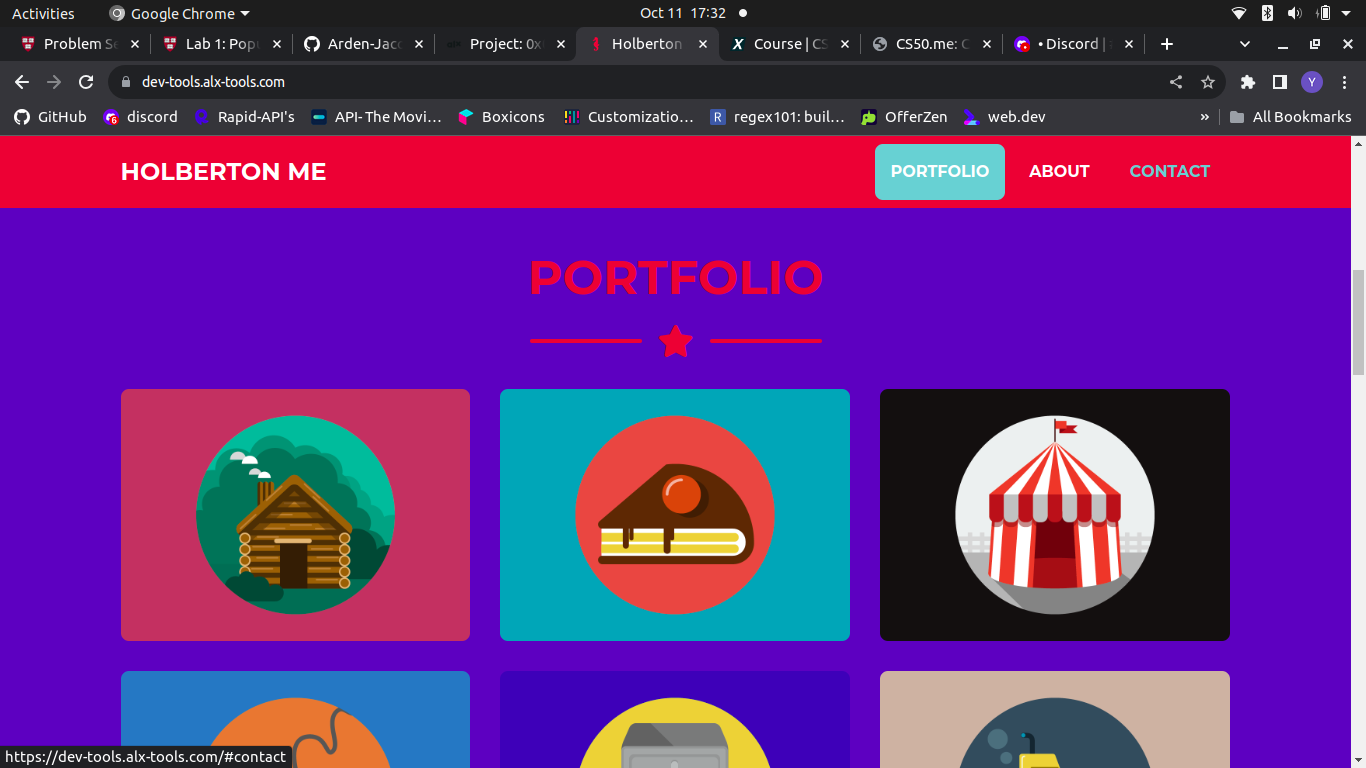 Activities Google Chrome Oct 11 17:32
Problem Se Lab 1: Popu Arden-Jacc Project: 0x Holberton Course | CS CS50.me: C • Discord |
dev-tools.alx-tools.com Y
GitHub discord Rapid-API's API- The Movi... Boxicons Customizatio... R regex101: buil... OfferZen web.dev » All Bookmarks
HOLBERTON ME PORTFOLIO ABOUT CONTACT
PORTFOLIO
https://dev-tools.alx-tools.com/#contact